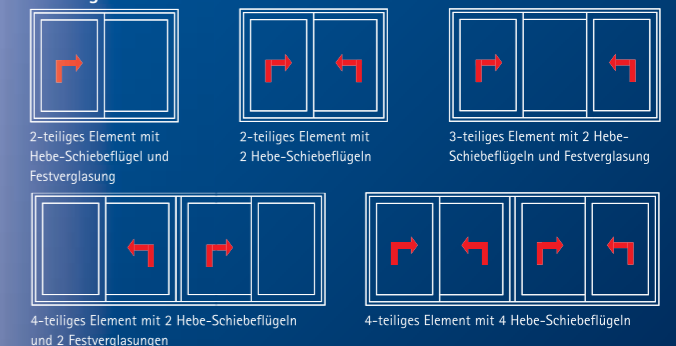 2-teiliges Element mit
Hebe-Schiebeflügel und
Festverglasung
2-teiliges Element mit
2 Hebe-Schiebeflügeln
3-teiliges Element mit 2 Hebe-
Schiebeflügeln und Festverglasung
4-teiliges Element mit 2 Hebe-Schiebeflügeln
und 2 Festverglasungen
4-teiliges Element mit 4 Hebe-Schiebeflügeln